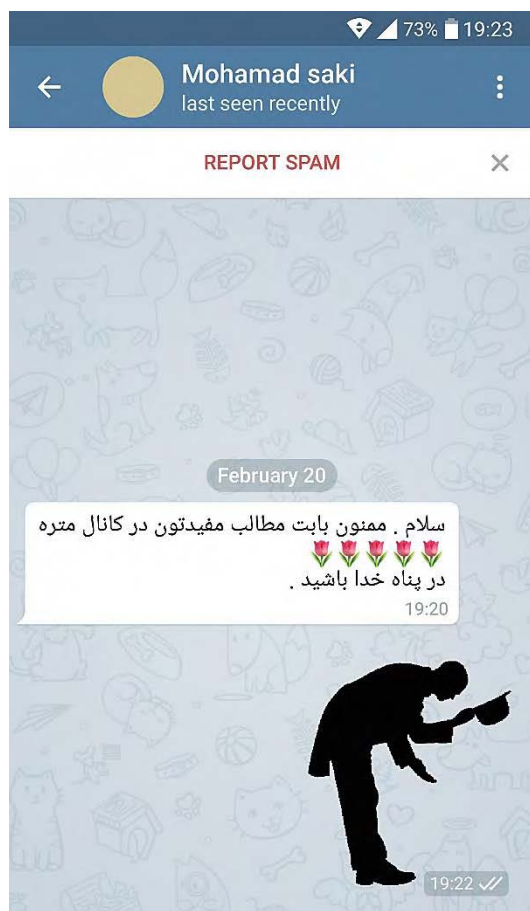 73% 19:23
Mohamad saki
last seen recently
REPORT SPAM
February 20
سلام . ممنون بابت مطالب مفیدتون در کانال متره
🌷🌷🌷🌷🌷
در پناه خدا باشید .
19:20
19:22